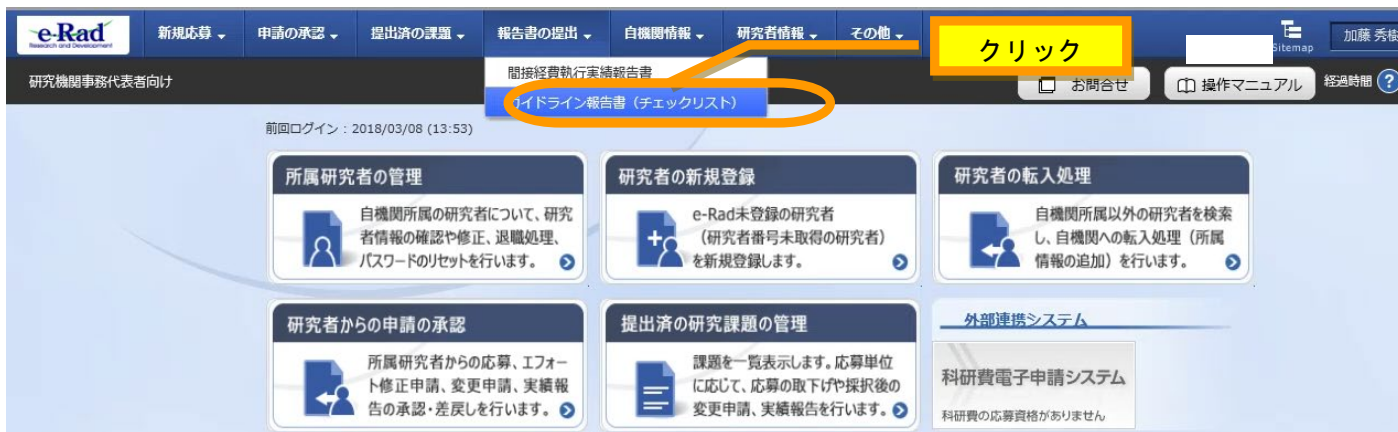 e-Rad
Research and Development
新規応募
申請の承認
提出済の課題
報告書の提出
自機関情報
研究者情報
その他
クリック
Sitemap
加藤 秀樹
研究機関事務代表者向け
間接経費執行実績報告書
ガイドライン報告書（チェックリスト）
お問合せ
操作マニュアル
経過時間 ?
前回ログイン：2018/03/08 (13:53)
所属研究者の管理
自機関所属の研究者について、研究
者情報の確認や修正、退職処理、
パスワードのリセットを行います。
研究者の新規登録
e-Rad未登録の研究者
（研究者番号未取得の研究者）
を新規登録します。
研究者の転入処理
自機関所属以外の研究者を検索
し、自機関への転入処理（所属
情報の追加）を行います。
研究者からの申請の承認
所属研究者からの応募、エフォー
ト修正申請、変更申請、実績報
告の承認・差戻しを行います。
提出済の研究課題の管理
課題を一覧表示します。応募単位
に応じて、応募の取下げや採択後の
変更申請、実績報告を行います。
外部連携システム
科研費電子申請システム
科研費の応募資格がありません